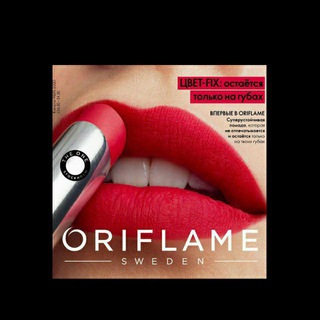 ЦВЕТ-FIX: остаётся
только на губах
ВПЕРВЫЕ В ORIFLAME
Суперустойчивая
помада, которая
не отпечатывается
и остаётся только
на твоих губах
THE ONE
ORIFLAME
SWEDEN